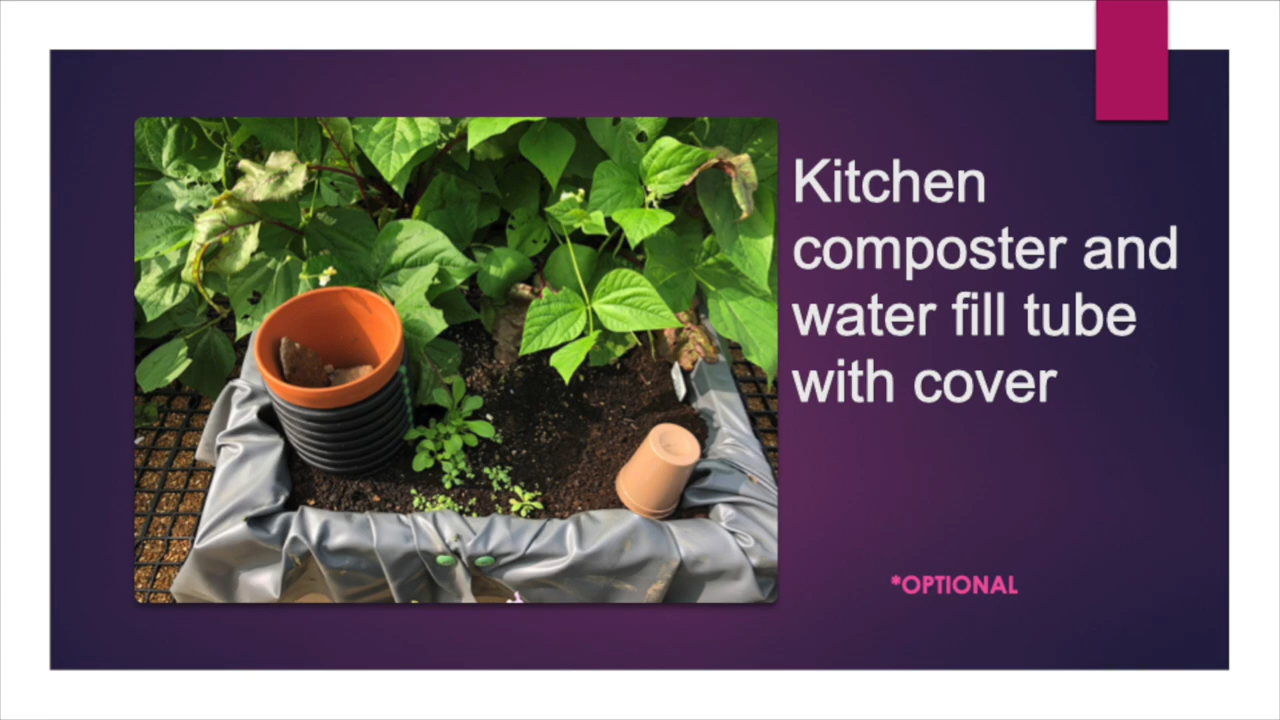 Kitchen
composter and
water fill tube
with cover
*OPTIONAL